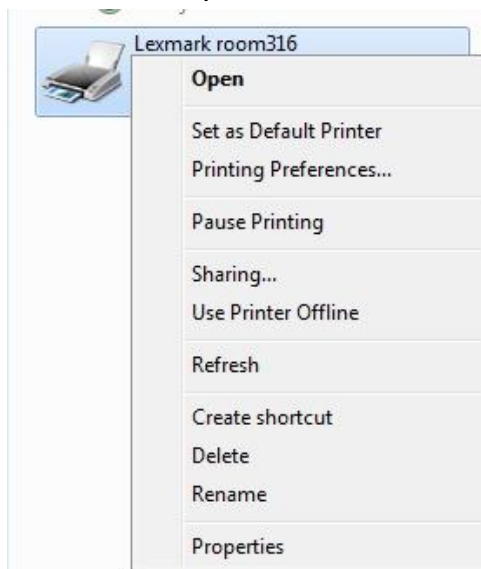 Lexmark room316
Open
Set as Default Printer
Printing Preferences...
Pause Printing
Sharing...
Use Printer Offline
Refresh
Create shortcut
Delete
Rename
Properties